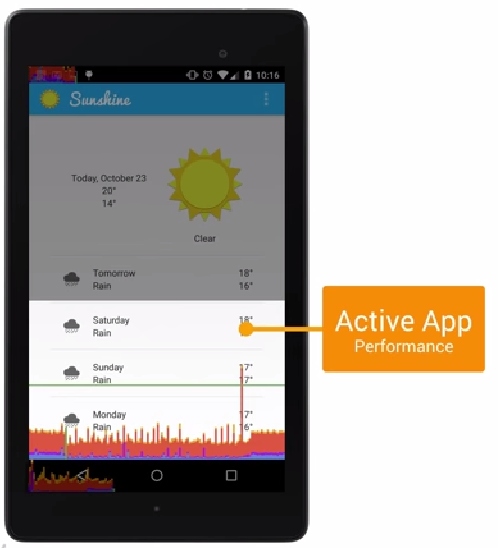 10:16
Sunshine
Today, October 23
20°
14°
Clear
Tomorrow 18°
Rain 16°
Saturday 18°
Rain
Sunday 17°
Rain 17°
Monday 17°
Rain 16°
Active App
Performance